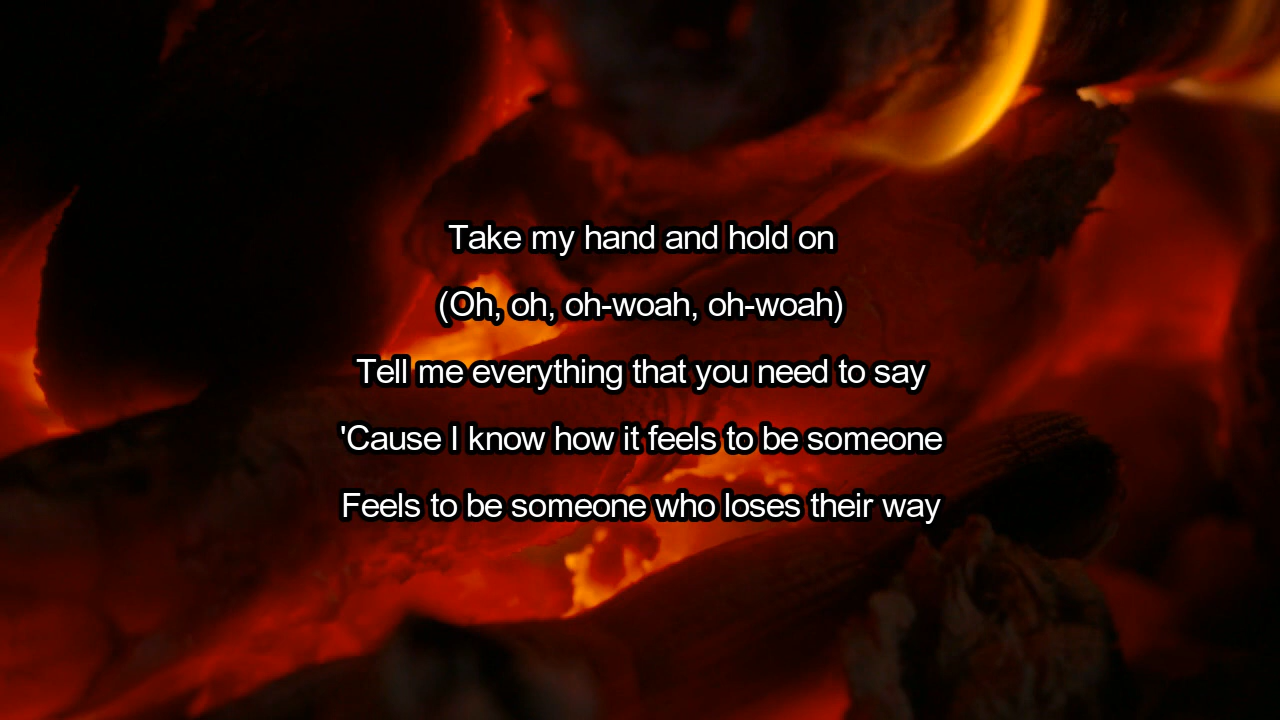 Take my hand and hold on
(Oh, oh, oh-woah, oh-woah)
Tell me everything that you need to say
'Cause I know how it feels to be someone
Feels to be someone who loses their way